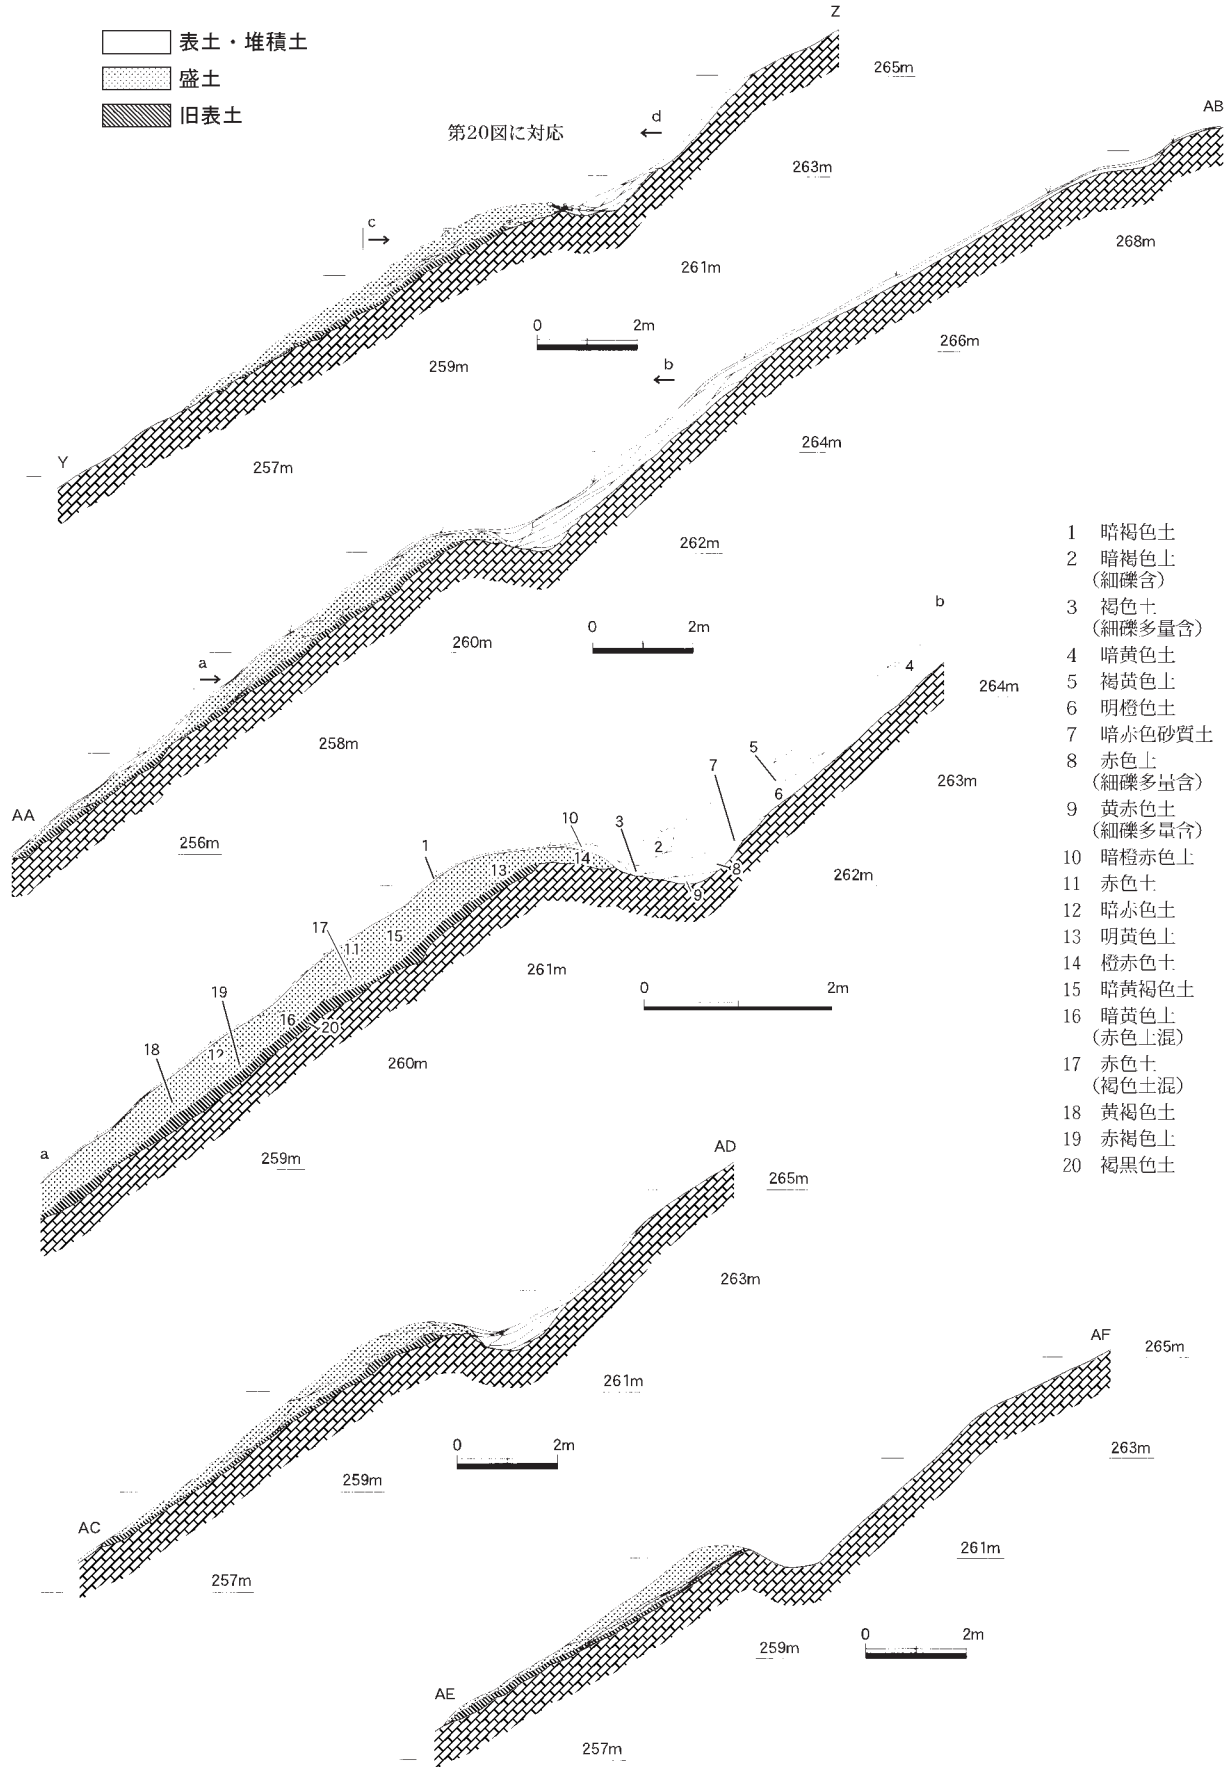 表土・堆積土
盛土
旧表土
第20図に対応
Z
265m
d
263m
c
261m
0 2m
259m
Y
257m
AB
268m
266m
b
264m
262m
0 2m
260m
a
258m
AA
256m
b
4
264m
5
263m
7
6
10
3
2
262m
1
14
13
8
9
17
11
15
261m
0 2m
19
16
20
260m
18
12
a
259m
1 暗褐色土
2 暗褐色土
(細礫含)
3 褐色土
(細礫多量含)
4 暗黄色土
5 褐黄色土
6 明橙色土
7 暗赤色砂質土
8 赤色土
(細礫多量含)
9 黄赤色土
(細礫多量含)
10 暗橙赤色土
11 赤色土
12 暗赤色土
13 明黄色土
14 橙赤色土
15 暗黄褐色土
16 暗黄色土
(赤色土混)
17 赤色土
(褐色土混)
18 黄褐色土
19 赤褐色土
20 褐黒色土
AD
265m
263m
261m
0 2m
259m
AC
257m
AF
265m
263m
261m
0 2m
259m
AE
257m